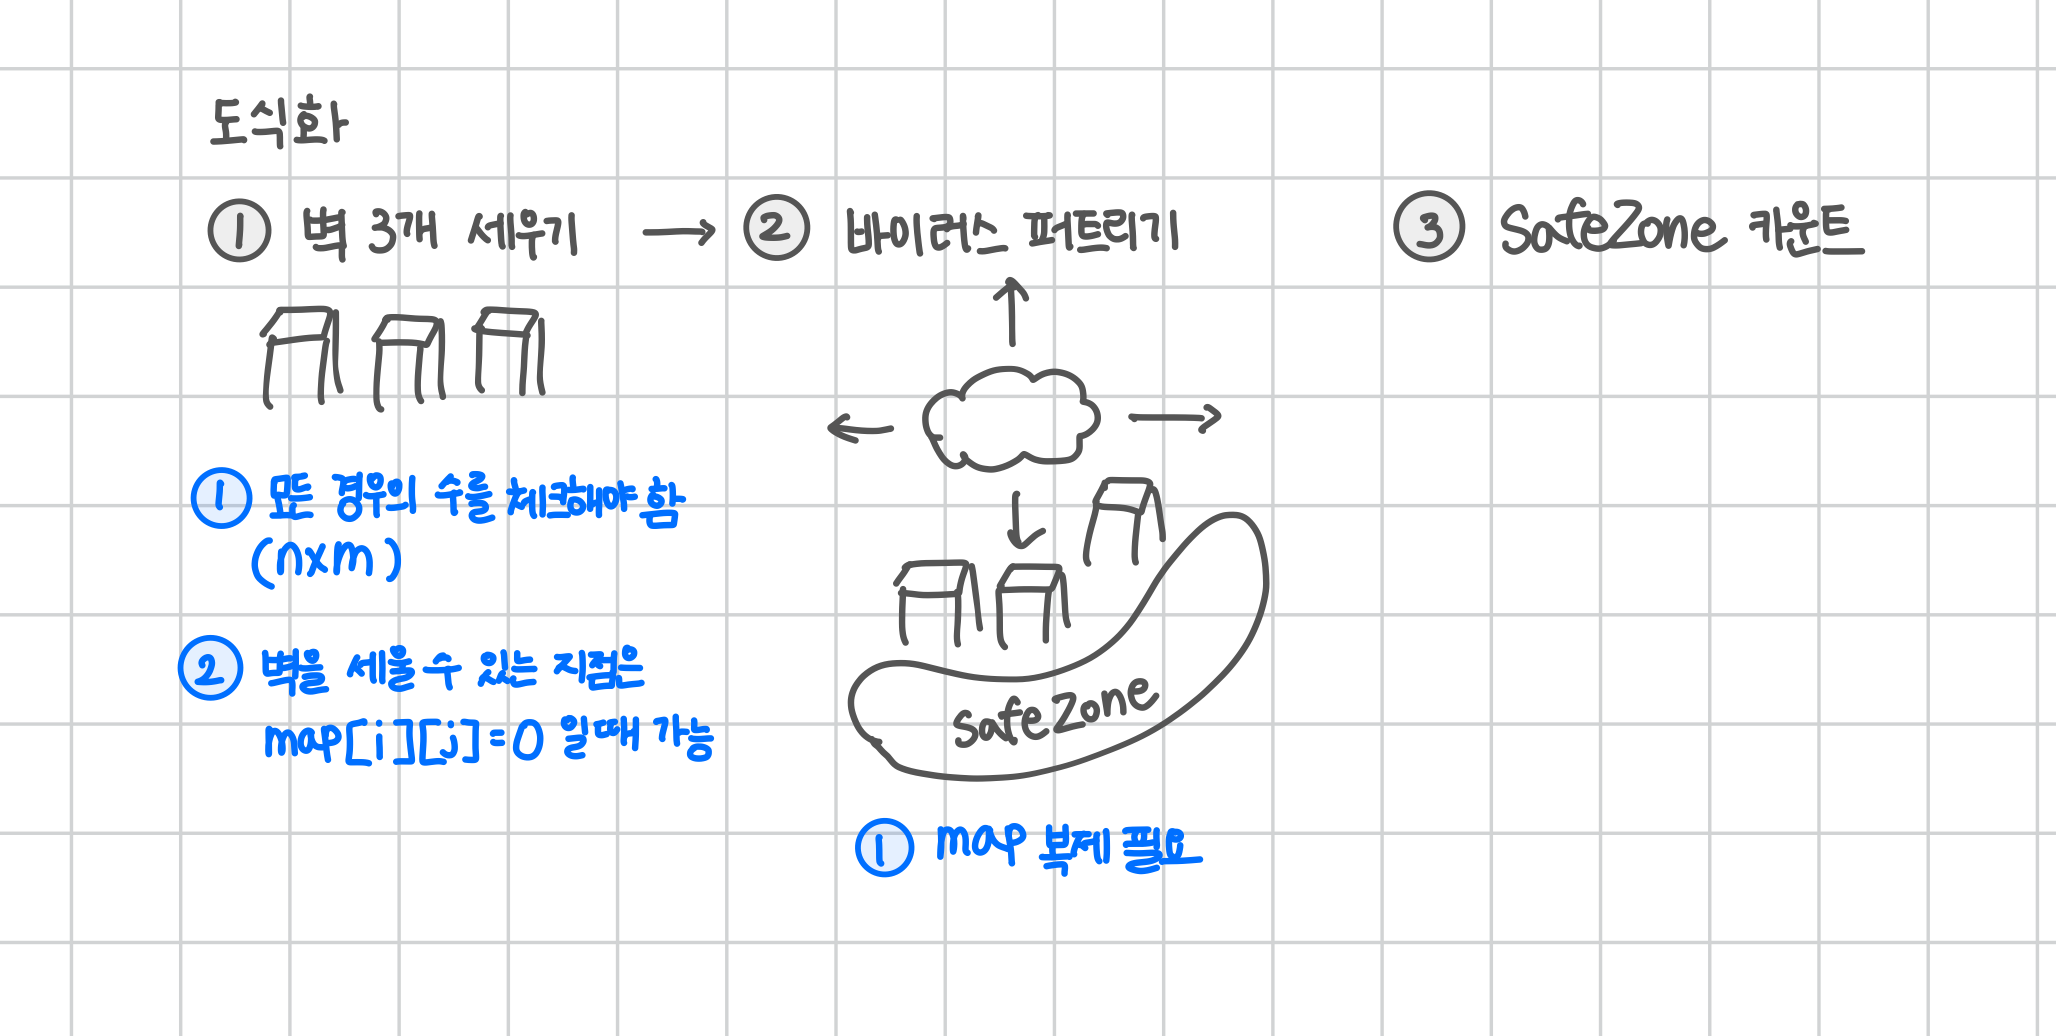 도식화
① 벽 3개 세우기 → ② 바이러스 퍼트리기
③ SafeZone 카운트
① 모든 경우의 수를 체크해야 함
(n×m)
② 벽을 세울 수 있는 지점은
map[i][j]=0 일때 가능
Safe Zone
① map 복제 필요